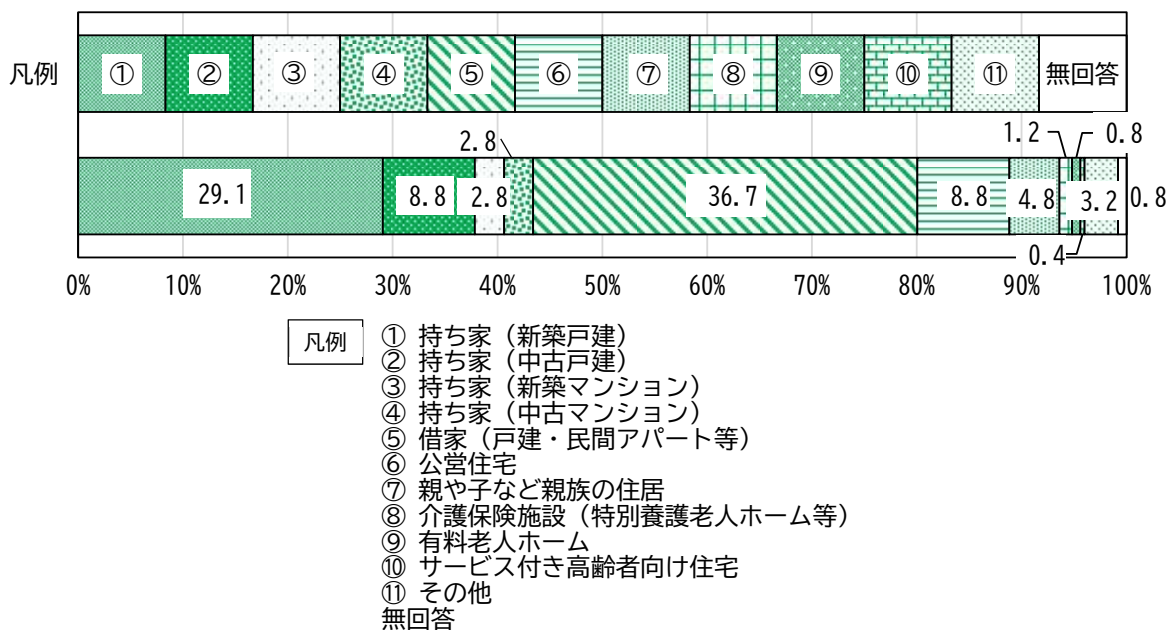 凡例 ① ② ③ ④ ⑤ ⑥ ⑦ ⑧ ⑨ ⑩ ⑪ 無回答
2.8 1.2 0.8
29.1 8.8 2.8 36.7 8.8 4.8 3.2 0.8
0.4
0% 10% 20% 30% 40% 50% 60% 70% 80% 90% 100%
凡例
① 持ち家（新築戸建）
② 持ち家（中古戸建）
③ 持ち家（新築マンション）
④ 持ち家（中古マンション）
⑤ 借家（戸建・民間アパート等）
⑥ 公営住宅
⑦ 親や子など親族の住居
⑧ 介護保険施設（特別養護老人ホーム等）
⑨ 有料老人ホーム
⑩ サービス付き高齢者向け住宅
⑪ その他
無回答